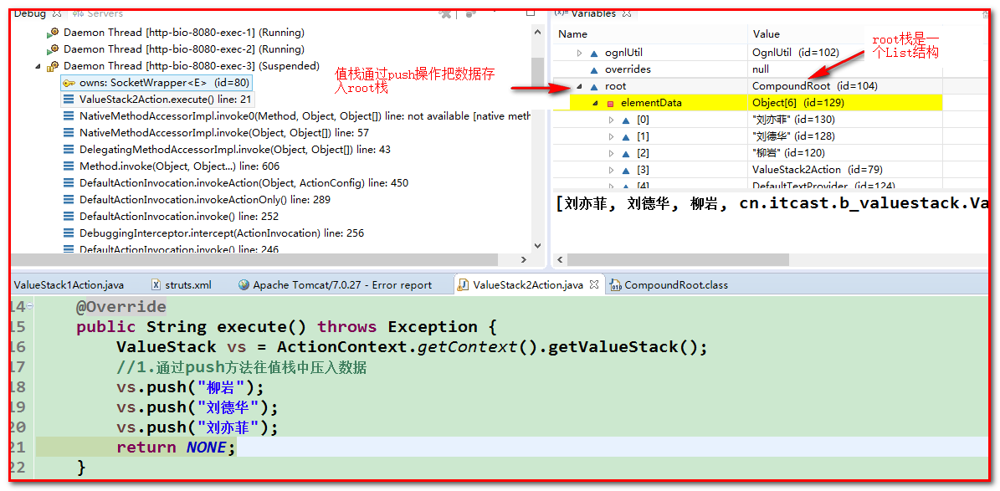 Debug
Servers
Daemon Thread [http-bio-8080-exec-1] (Running)
Daemon Thread [http-bio-8080-exec-2] (Running)
Daemon Thread [http-bio-8080-exec-3] (Suspended)
owns: SocketWrapper<E> (id=80)
ValueStack2Action.execute() line: 21
NativeMethodAccessorImpl.invoke0(Method, Object, Object[]) line: not available [native meth
NativeMethodAccessorImpl.invoke(Object, Object[]) line: 57
DelegatingMethodAccessorImpl.invoke(Object, Object[]) line: 43
Method.invoke(Object, Object...) line: 606
DefaultActionInvocation.invokeAction(Object, ActionConfig) line: 450
DefaultActionInvocation.invokeActionOnly() line: 289
DefaultActionInvocation.invoke() line: 252
DebuggingInterceptor.intercept(ActionInvocation) line: 256
DefaultActionInvocation.invoke() line: 246
值栈通过push操作把数据存
入root栈
(x)= Variables
Name Value
OgnlUtil OgnlUtil (id=102)
overrides null
root CompoundRoot (id=104)
elementData Object[6] (id=129)
[0] "刘亦菲" (id=130)
[1] "刘德华" (id=128)
[2] "柳岩" (id=120)
[3] ValueStack2Action (id=79)
[4] DefaultTextProvider (id=124)
root栈是一
个List结构
[刘亦菲, 刘德华, 柳岩, cn.itcast.b_valuestack.Va
ValueStack1Action.java
struts.xml
Apache Tomcat/7.0.27 - Error report
ValueStack2Action.java
CompoundRoot.class
14 @Override
15 public String execute() throws Exception {
16 ValueStack vs = ActionContext.getContext().getValueStack();
17 //1.通过push方法往值栈中压入数据
18 vs.push("柳岩");
19 vs.push("刘德华");
20 vs.push("刘亦菲");
21 return NONE;
22 }